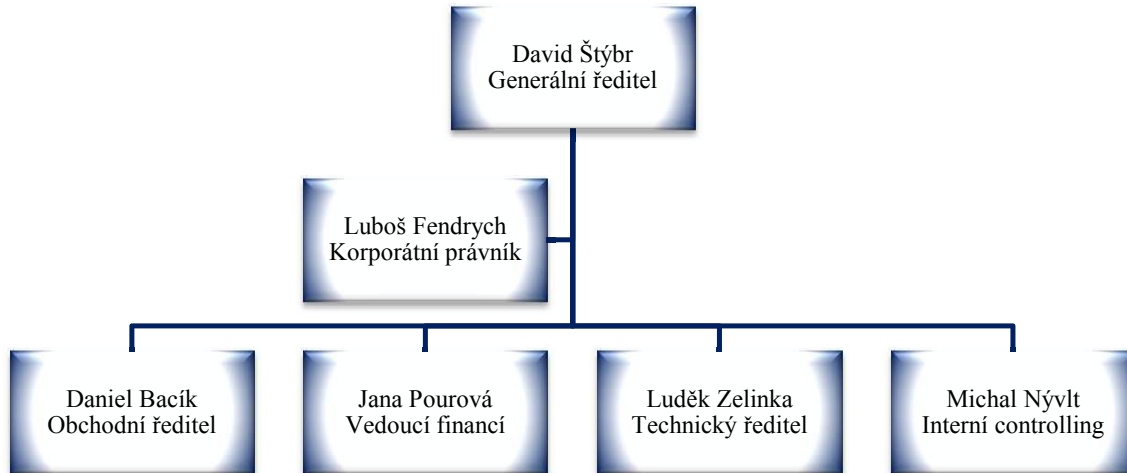 David Štýbr
Generální ředitel
Luboš Fendrych
Korporátní právník
Daniel Bacík
Obchodní ředitel
Jana Pourová
Vedoucí financí
Luděk Zelinka
Technický ředitel
Michal Nývlt
Interní controlling